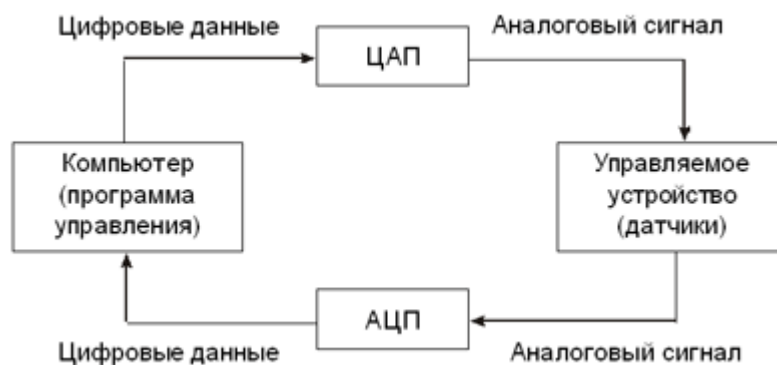 Цифровые данные
ЦАП
Аналоговый сигнал
Компьютер
(программа
управления)
Управляемое
устройство
(датчики)
АЦП
Цифровые данные
Аналоговый сигнал